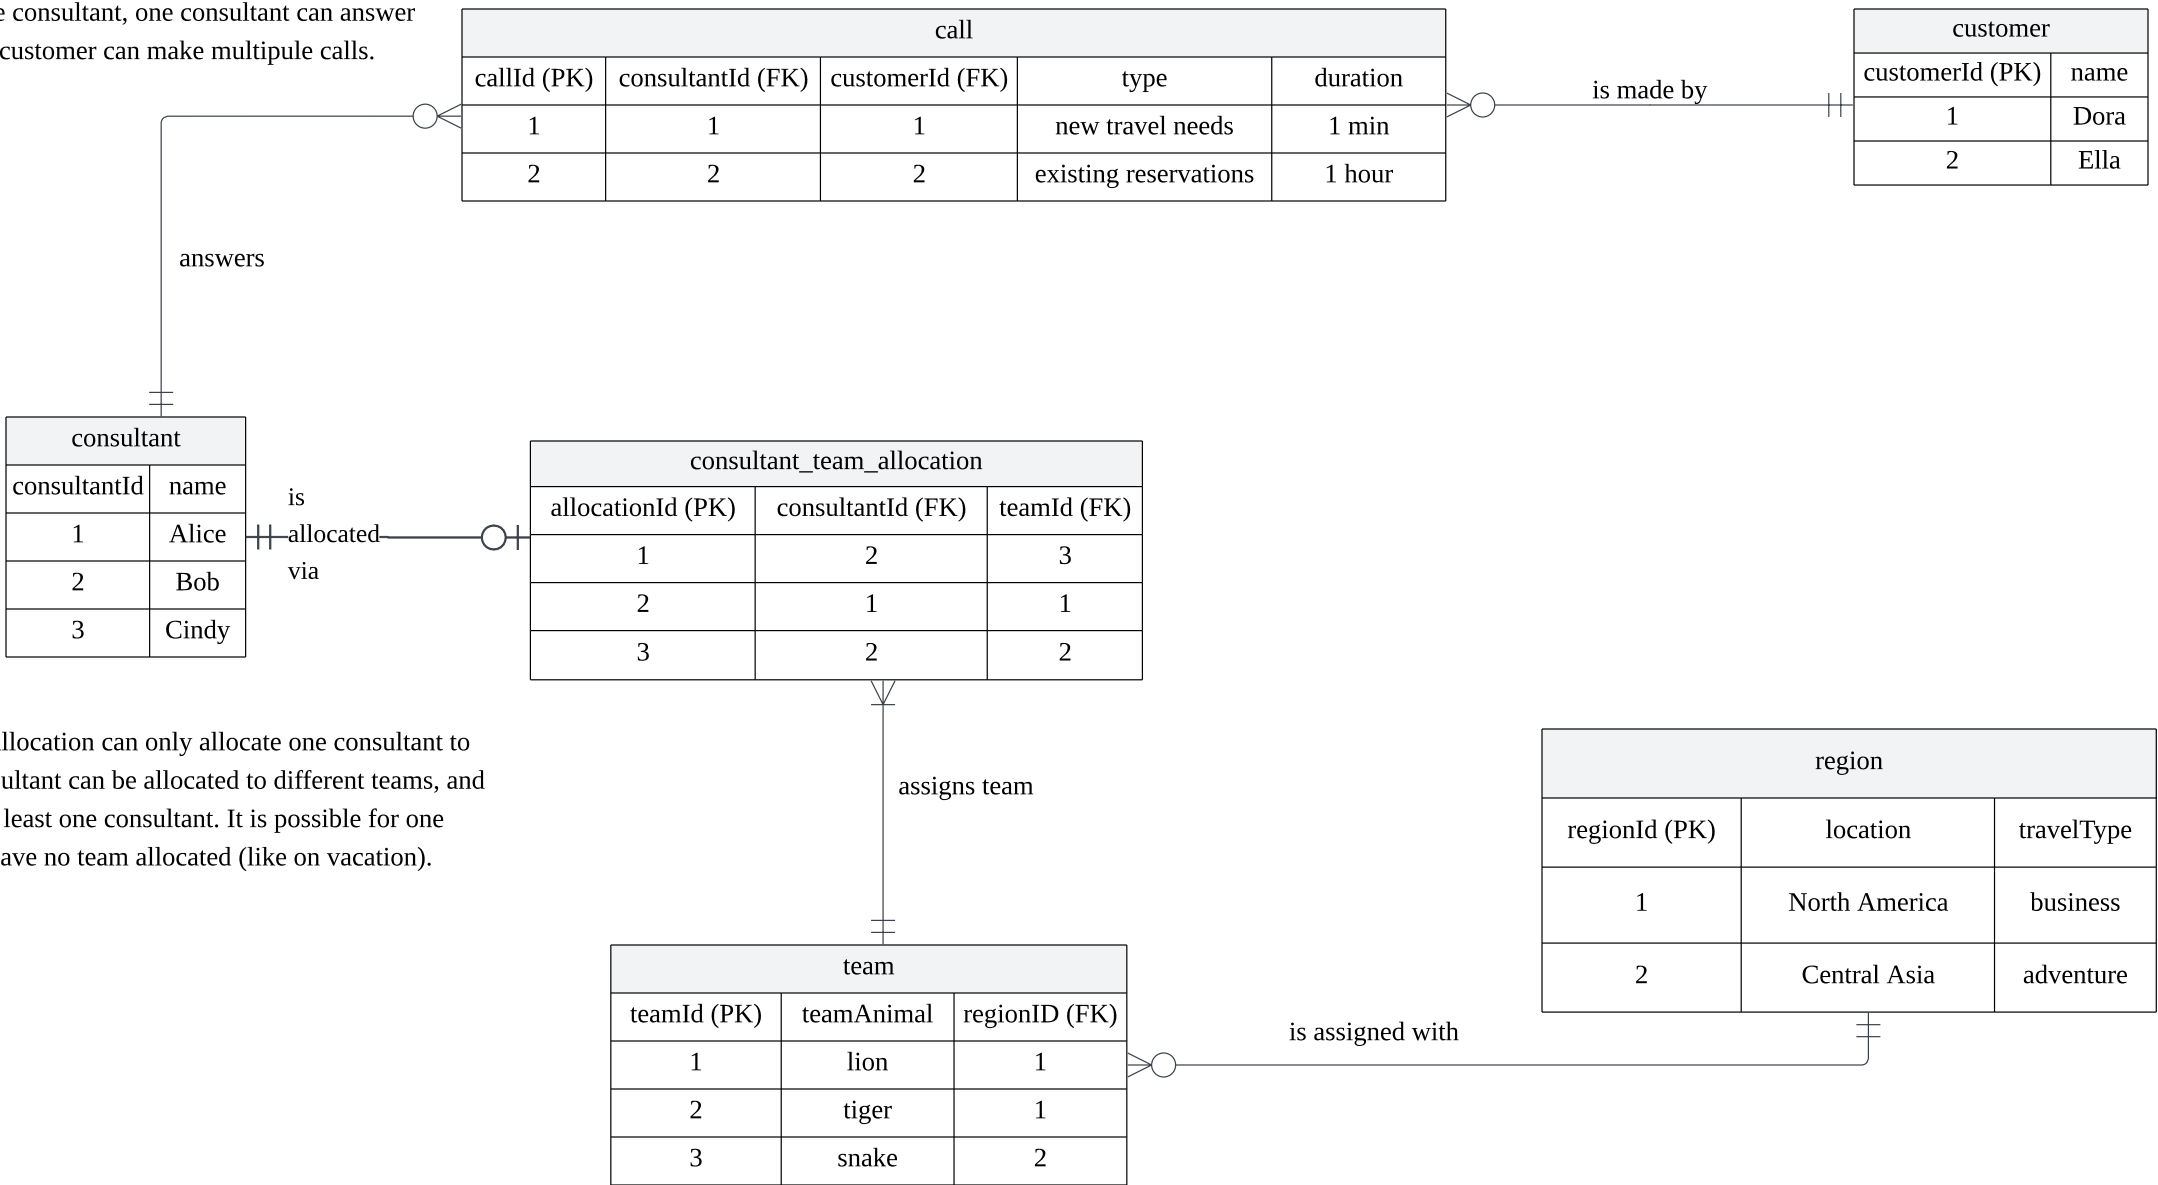 e consultant, one consultant can answer
customer can make multipule calls.
call
callId (PK) consultantId (FK) customerId (FK) type duration
1 1 1 new travel needs 1 min
2 2 2 existing reservations 1 hour
is made by
customer
customerId (PK) name
1 Dora
2 Ella
answers
consultant
consultantId name
1 Alice
2 Bob
3 Cindy
is
allocated
via
consultant_team_allocation
allocationId (PK) consultantId (FK) teamId (FK)
1 2 3
2 1 1
3 2 2
llocation can only allocate one consultant to
ultant can be allocated to different teams, and
least one consultant. It is possible for one
ave no team allocated (like on vacation).
assigns team
region
regionId (PK) location travelType
1 North America business
2 Central Asia adventure
team
teamId (PK) teamAnimal regionID (FK)
1 lion 1
2 tiger 1
3 snake 2
is assigned with